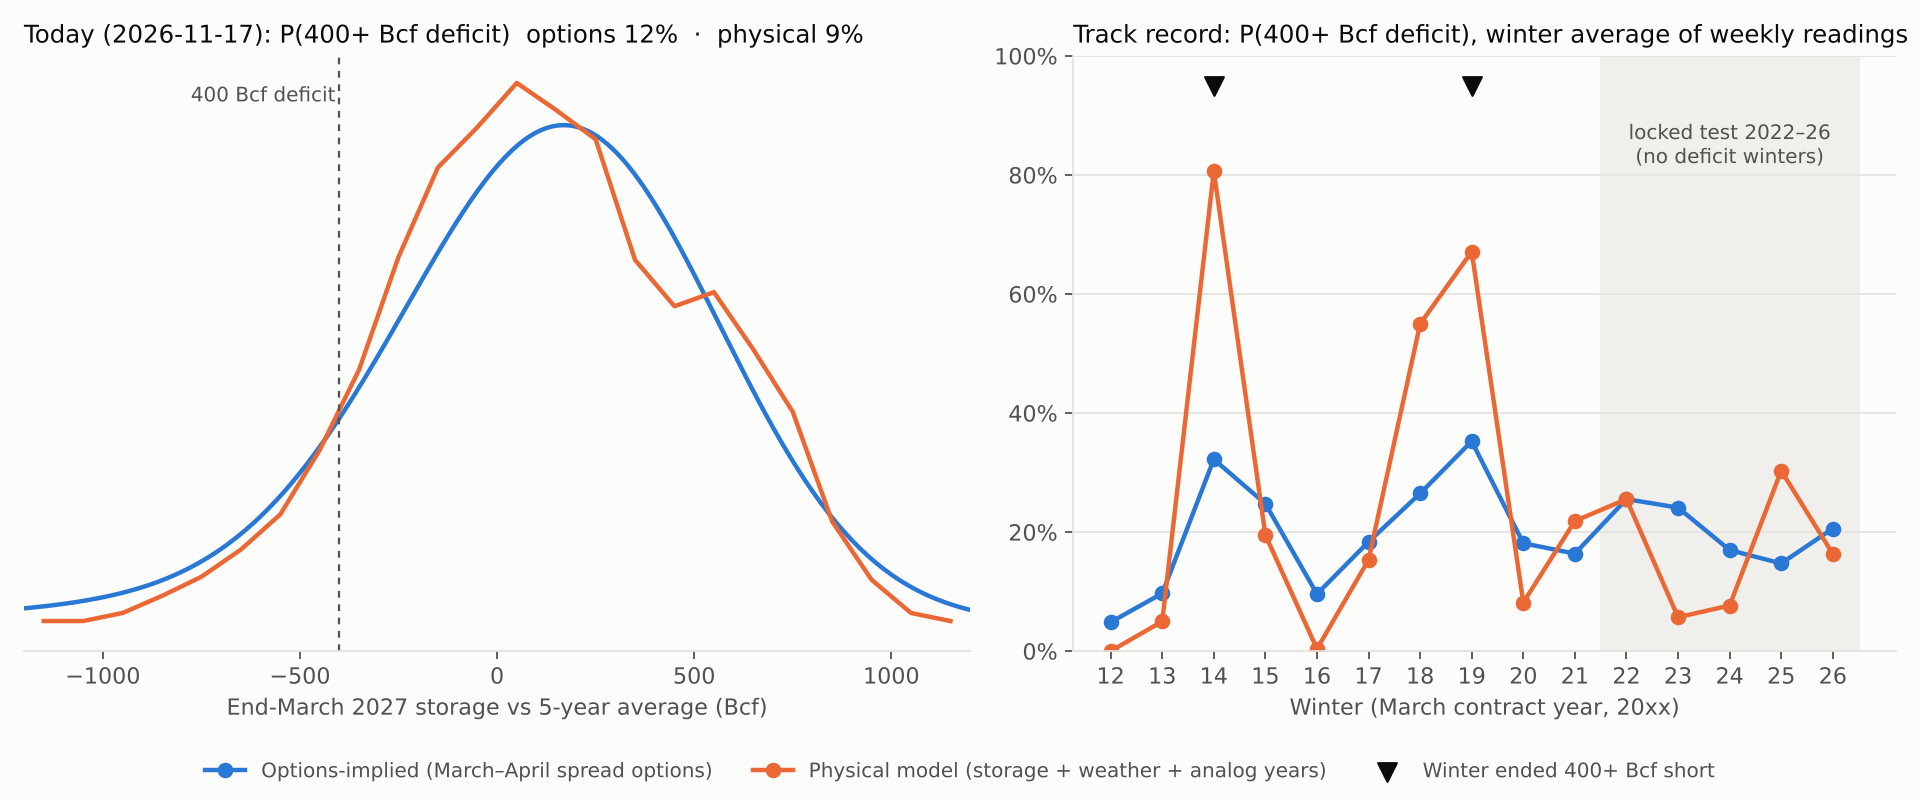 Today (2026-11-17): P(400+ Bcf deficit)  options 12%  ·  physical 9%
400 Bcf deficit
−1000
−500
0
500
1000
End-March 2027 storage vs 5-year average (Bcf)
Track record: P(400+ Bcf deficit), winter average of weekly readings
100%
80%
60%
40%
20%
0%
locked test 2022–26
(no deficit winters)
12 13 14 15 16 17 18 19 20 21 22 23 24 25 26
Winter (March contract year, 20xx)
Options-implied (March–April spread options)
Physical model (storage + weather + analog years)
Winter ended 400+ Bcf short